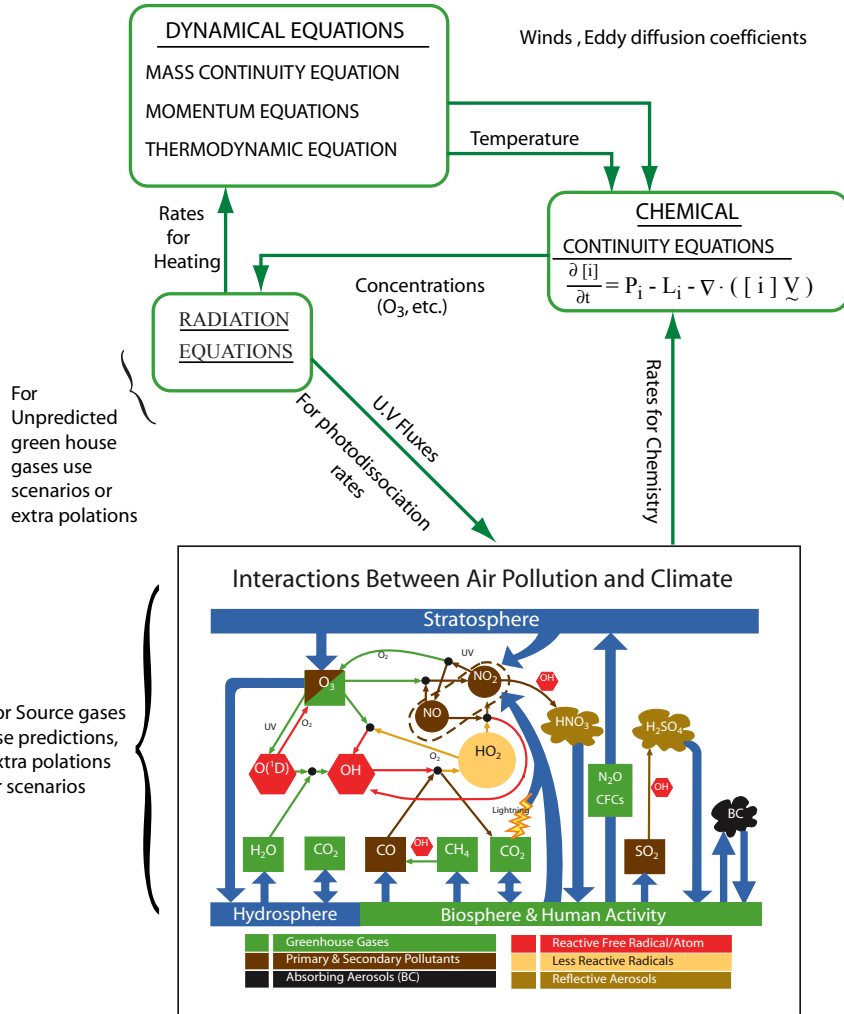 DYNAMICAL EQUATIONS
MASS CONTINUITY EQUATION
MOMENTUM EQUATIONS
THERMODYNAMIC EQUATION
Winds , Eddy diffusion coefficients
Temperature
CHEMICAL
CONTINUITY EQUATIONS
∂ [i] / ∂t = P_i - L_i - ∇ · ( [ i ] V̰ )
Rates
for
Heating
Concentrations
(O₃, etc.)
RADIATION
EQUATIONS
For
Unpredicted
green house
gases use
scenarios or
extra polations
U.V Fluxes
For photodissociation
rates
Rates for Chemistry
Interactions Between Air Pollution and Climate
Stratosphere
O₂
UV
O₃
NO₂
OH
NO
HNO₃
H₂SO₄
UV
O₂
O(¹D)
OH
O₂
HO₂
N₂O
CFCs
OH
Lightning
BC
H₂O
CO₂
CO
OH
CH₄
CO₂
SO₂
or Source gases
se predictions,
xtra polations
r scenarios
Hydrosphere
Biosphere & Human Activity
Greenhouse Gases
Primary & Secondary Pollutants
Absorbing Aerosols (BC)
Reactive Free Radical/Atom
Less Reactive Radicals
Reflective Aerosols